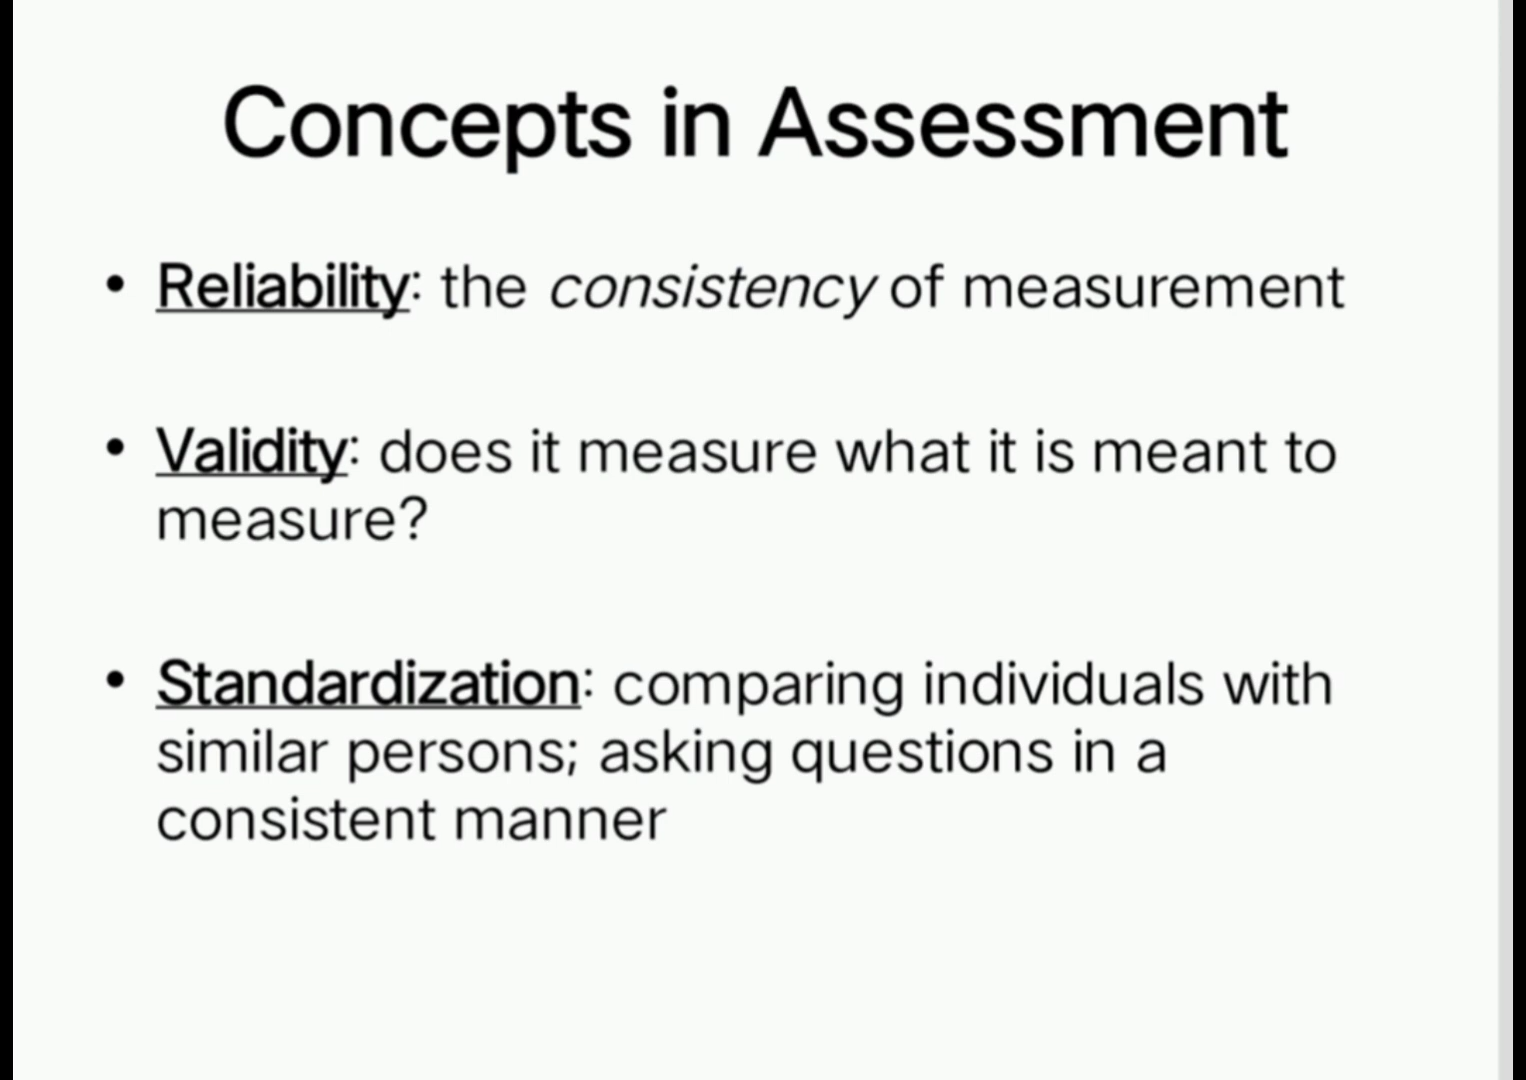 Concepts in Assessment
• Reliability: the consistency of measurement
• Validity: does it measure what it is meant to
measure?
• Standardization: comparing individuals with
similar persons; asking questions in a
consistent manner